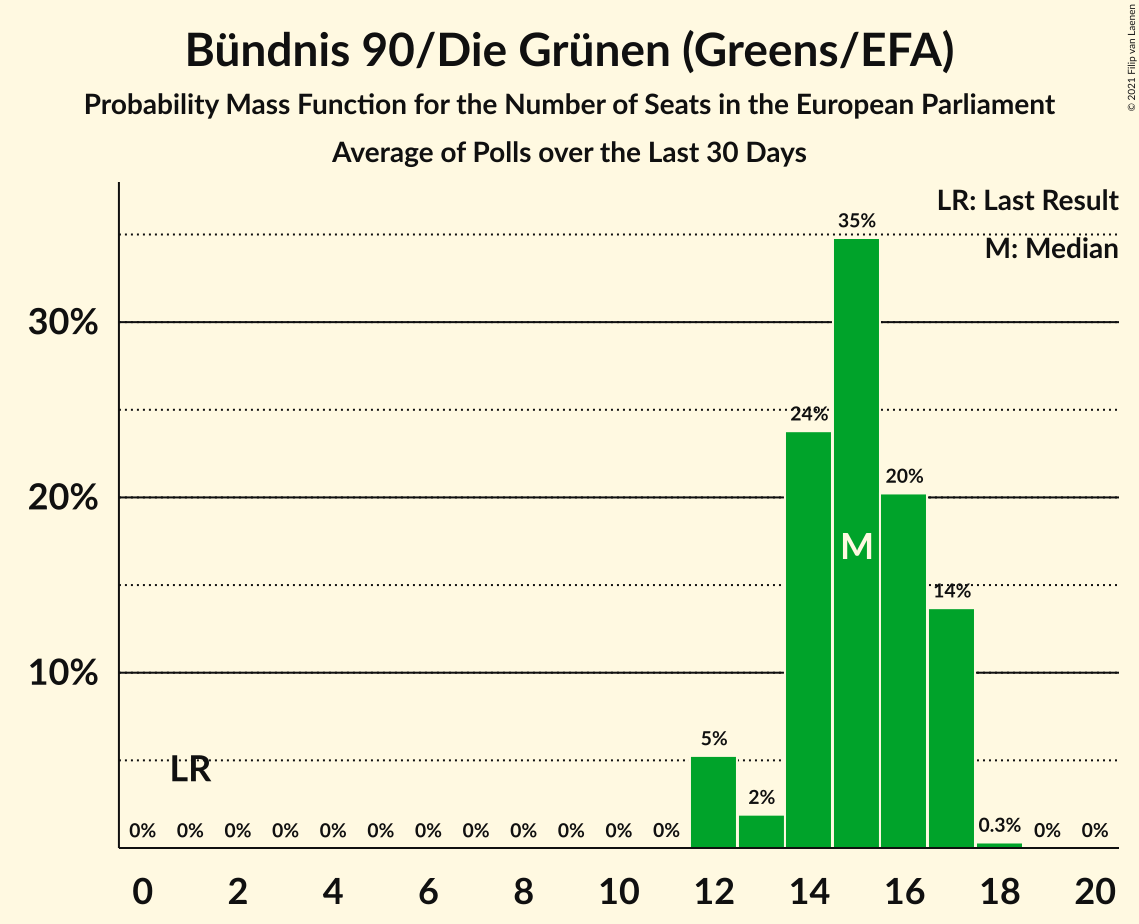 Bündnis 90/Die Grünen (Greens/EFA)
Probability Mass Function for the Number of Seats in the European Parliament
Average of Polls over the Last 30 Days
© 2021 Filip van Laenen
LR: Last Result
M: Median
30%
20%
10%
0% 0% 0% 0% 0% 0% 0% 0% 0% 0% 0% 0% 5% 2% 24% 35% 20% 14% 0.3% 0% 0%
LR
M
0 2 4 6 8 10 12 14 16 18 20